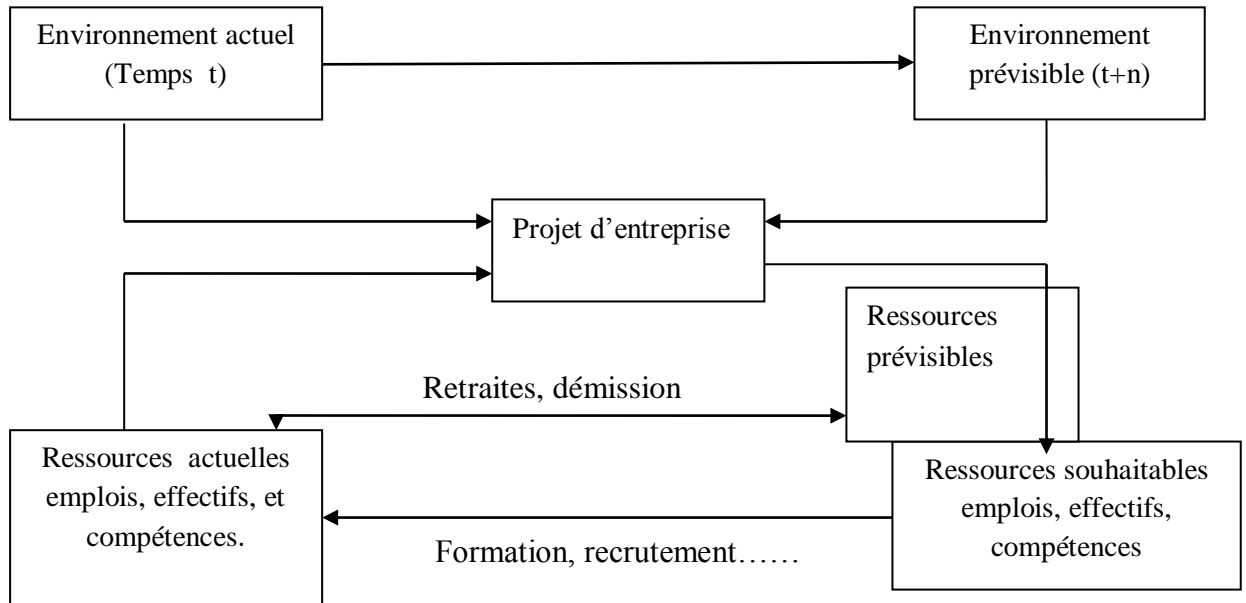 Environnement actuel
(Temps t)
Environnement
prévisible (t+n)
Projet d'entreprise
Ressources
prévisibles
Retraites, démission
Ressources actuelles
emplois, effectifs, et
compétences.
Ressources souhaitables
emplois, effectifs,
compétences
Formation, recrutement……